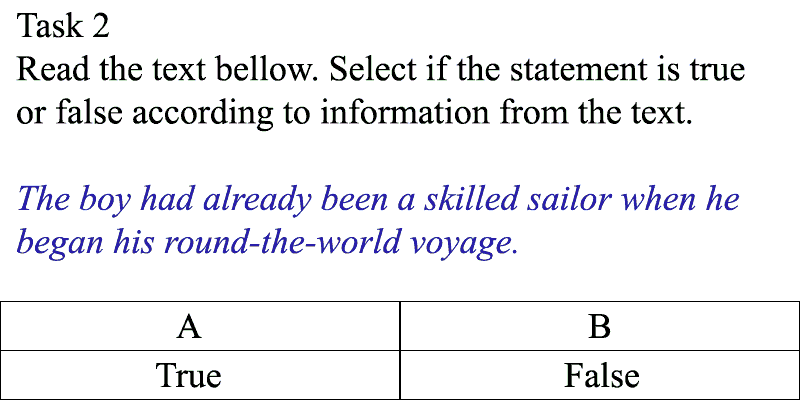 Task 2
Read the text bellow. Select if the statement is true
or false according to information from the text.
The boy had already been a skilled sailor when he
began his round-the-world voyage.
A B
True False